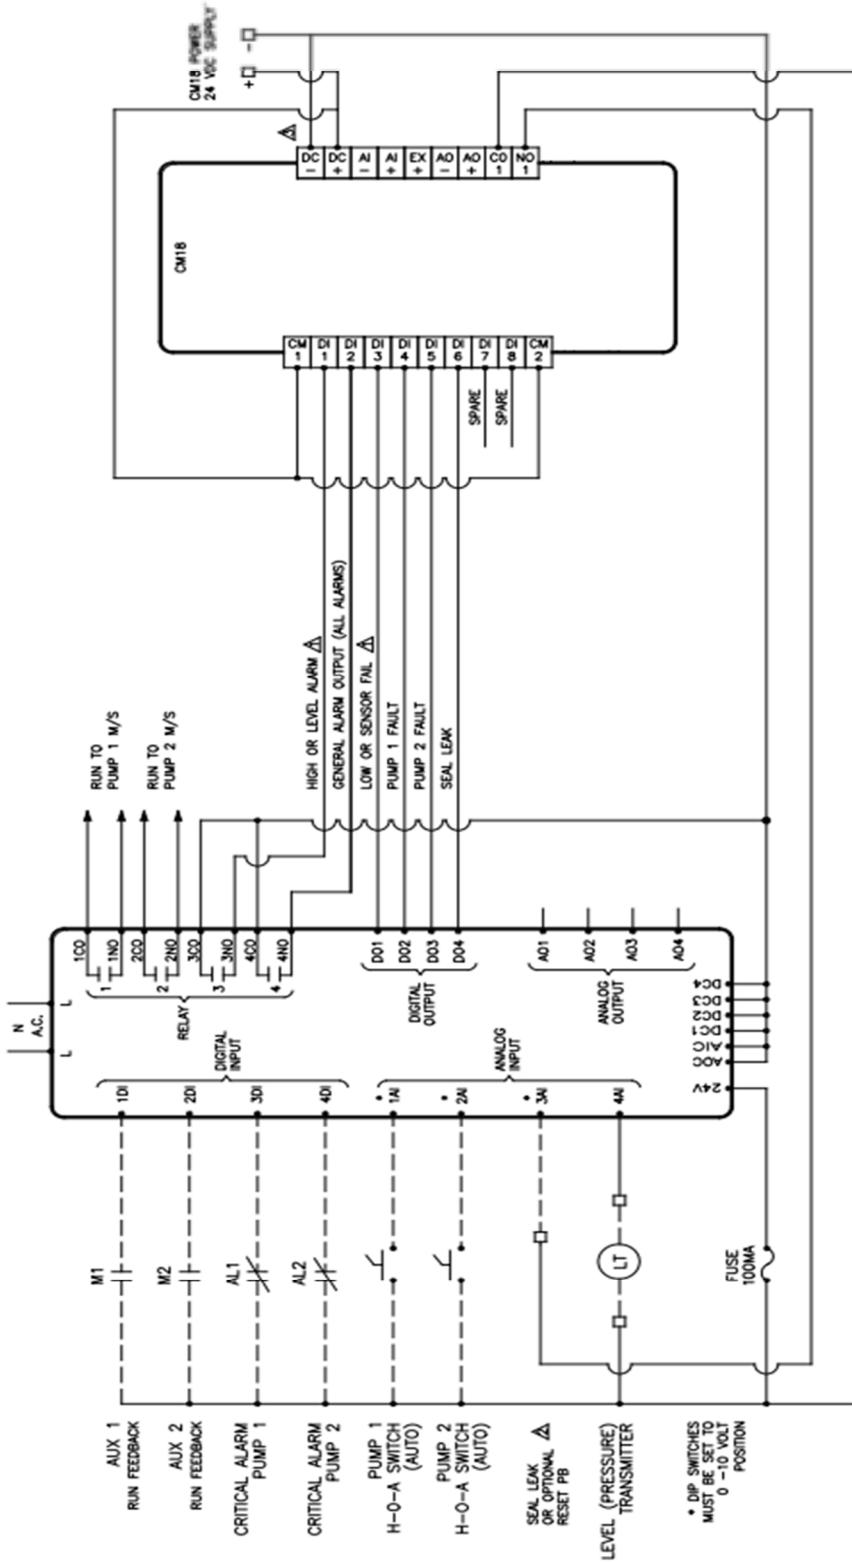 CM18 POWER
24 VDC SUPPLY
+ -
DC -
DC +
AI -
AI +
EX +
AO -
AO +
CO 1
NO 1
CM18
CM 1
DI 1
DI 2
DI 3
DI 4
DI 5
DI 6
DI 7
DI 8
CM 2
SPARE
SPARE
HIGH OR LEVEL ALARM
GENERAL ALARM OUTPUT (ALL ALARMS)
LOW OR SENSOR FAIL
PUMP 1 FAULT
PUMP 2 FAULT
SEAL LEAK
RUN TO
PUMP 1 M/S
RUN TO
PUMP 2 M/S
N
A.C.
L
L
1CO
1NO
2CO
2NO
3CO
3NO
4CO
4NO
1
2
3
4
RELAY
DO1
DO2
DO3
DO4
DIGITAL
OUTPUT
AO1
AO2
AO3
AO4
ANALOG
OUTPUT
DIGITAL
INPUT
1DI
2DI
3DI
4DI
ANALOG
INPUT
* 1AI
* 2AI
* 3AI
4AI
DC4
DC3
DC2
DC1
AIC
AOC
24V
M1
M2
AL1
AL2
LT
FUSE
100MA
AUX 1
RUN FEEDBACK
AUX 2
RUN FEEDBACK
CRITICAL ALARM
PUMP 1
CRITICAL ALARM
PUMP 2
PUMP 1
H-O-A SWITCH
(AUTO)
PUMP 2
H-O-A SWITCH
(AUTO)
SEAL LEAK
OR OPTIONAL
RESET PB
LEVEL (PRESSURE)
TRANSMITTER
* DIP SWITCHES
MUST BE SET TO
0 -10 VOLT
POSITION